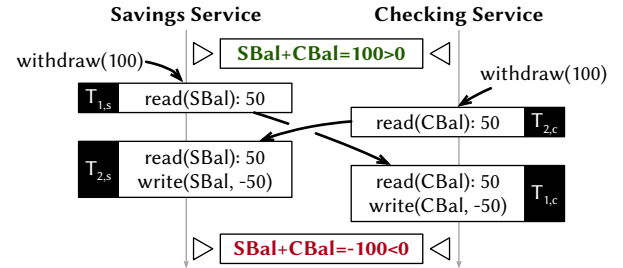 Savings Service
Checking Service
SBal+CBal=100>0
withdraw(100)
withdraw(100)
T1,s
read(SBal): 50
read(CBal): 50
T2,c
T2,s
read(SBal): 50
write(SBal, -50)
read(CBal): 50
write(CBal, -50)
T1,c
SBal+CBal=-100<0